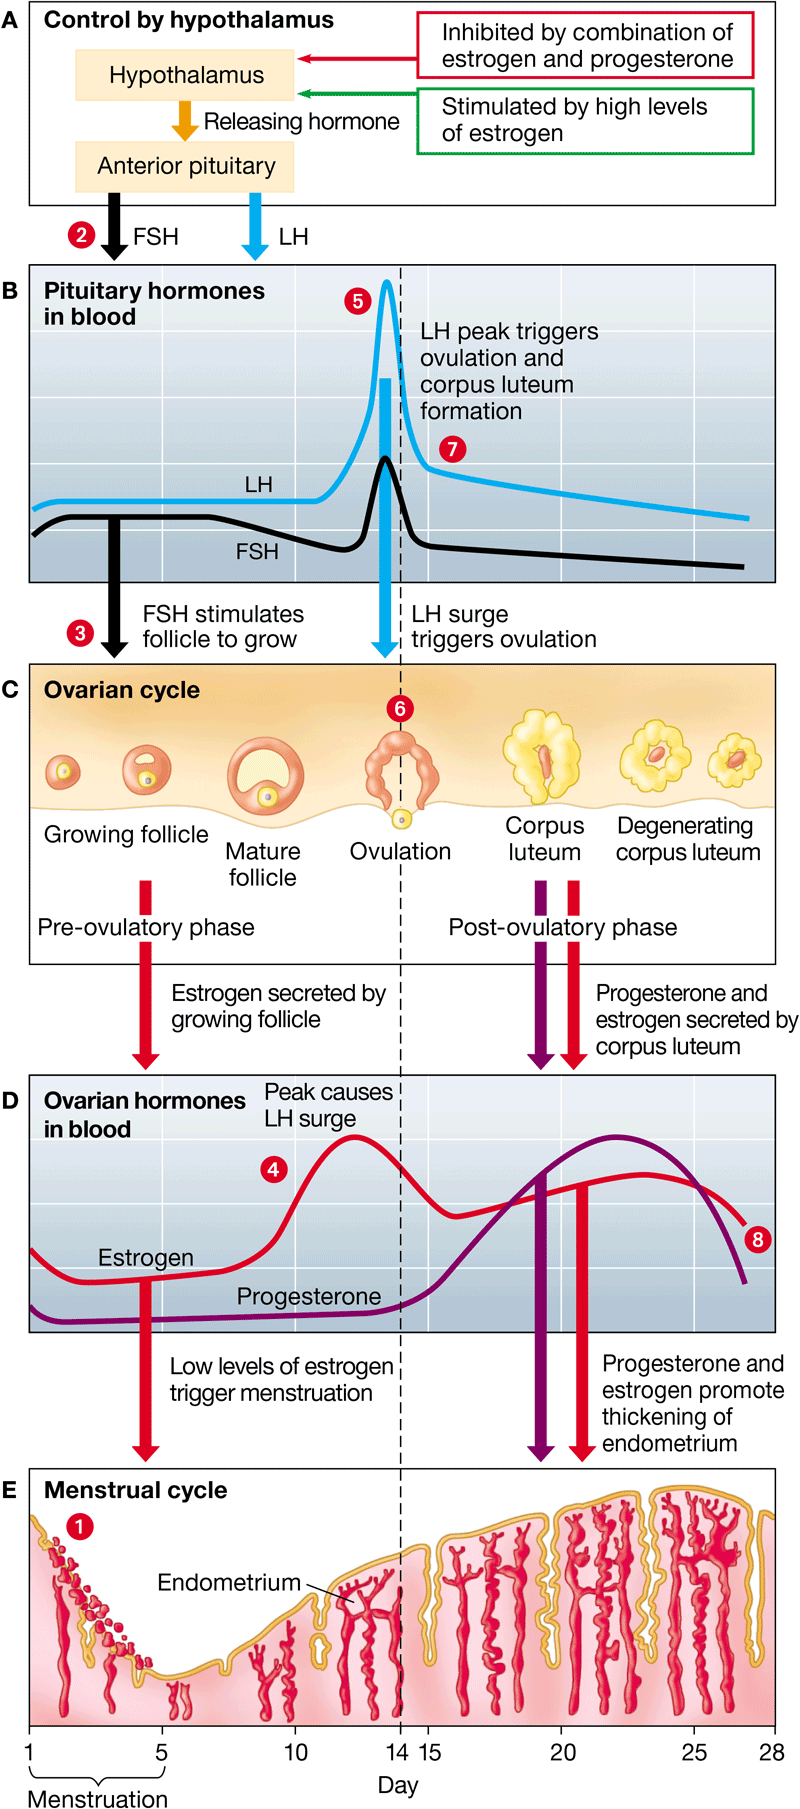 A
Control by hypothalamus
Inhibited by combination of
estrogen and progesterone
Hypothalamus
Stimulated by high levels
of estrogen
Releasing hormone
Anterior pituitary
2
FSH
LH
B
Pituitary hormones
in blood
5
LH peak triggers
ovulation and
corpus luteum
formation
7
LH
FSH
3
FSH stimulates
follicle to grow
LH surge
triggers ovulation
C
Ovarian cycle
6
Growing follicle
Mature
follicle
Ovulation
Corpus
luteum
Degenerating
corpus luteum
Pre-ovulatory phase
Post-ovulatory phase
Estrogen secreted by
growing follicle
Progesterone and
estrogen secreted by
corpus luteum
D
Ovarian hormones
in blood
Peak causes
LH surge
4
Estrogen
8
Progesterone
Low levels of estrogen
trigger menstruation
Progesterone and
estrogen promote
thickening of
endometrium
E
Menstrual cycle
1
Endometrium
1 5 10 14 15 20 25 28
Day
Menstruation